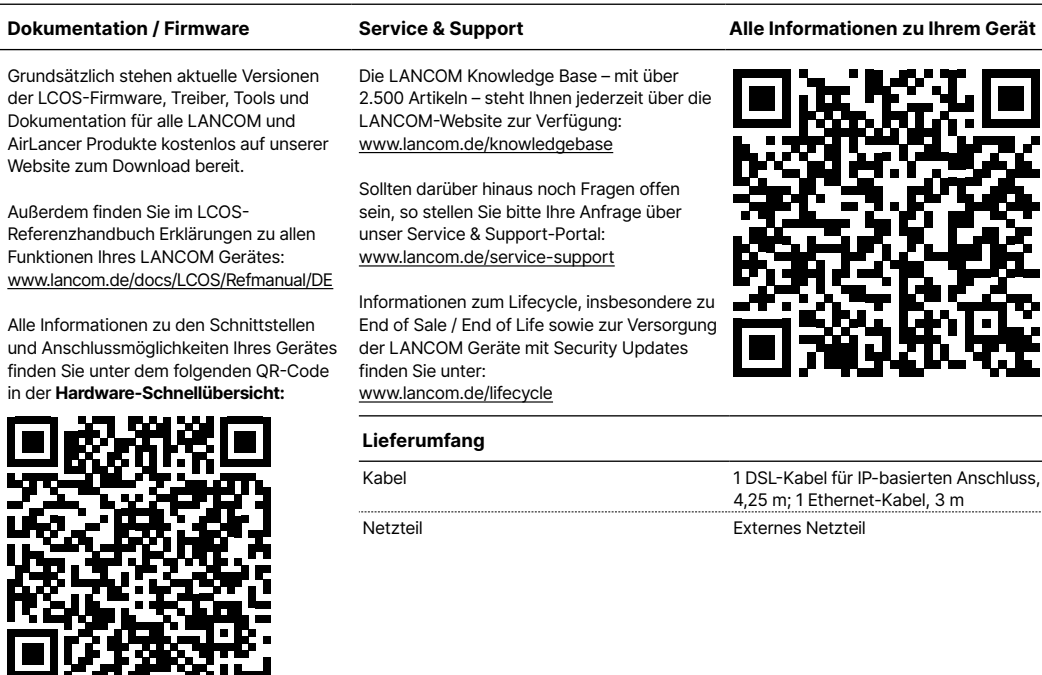 Dokumentation / Firmware
Grundsätzlich stehen aktuelle Versionen
der LCOS-Firmware, Treiber, Tools und
Dokumentation für alle LANCOM und
AirLancer Produkte kostenlos auf unserer
Website zum Download bereit.
Außerdem finden Sie im LCOS-
Referenzhandbuch Erklärungen zu allen
Funktionen Ihres LANCOM Gerätes:
www.lancom.de/docs/LCOS/Refmanual/DE
Alle Informationen zu den Schnittstellen
und Anschlussmöglichkeiten Ihres Gerätes
finden Sie unter dem folgenden QR-Code
in der Hardware-Schnellübersicht:
Service & Support
Die LANCOM Knowledge Base – mit über
2.500 Artikeln – steht Ihnen jederzeit über die
LANCOM-Website zur Verfügung:
www.lancom.de/knowledgebase
Sollten darüber hinaus noch Fragen offen
sein, so stellen Sie bitte Ihre Anfrage über
unser Service & Support-Portal:
www.lancom.de/service-support
Informationen zum Lifecycle, insbesondere zu
End of Sale / End of Life sowie zur Versorgung
der LANCOM Geräte mit Security Updates
finden Sie unter:
www.lancom.de/lifecycle
Alle Informationen zu Ihrem Gerät
Lieferumfang
Kabel
1 DSL-Kabel für IP-basierten Anschluss,
4,25 m; 1 Ethernet-Kabel, 3 m
Netzteil
Externes Netzteil